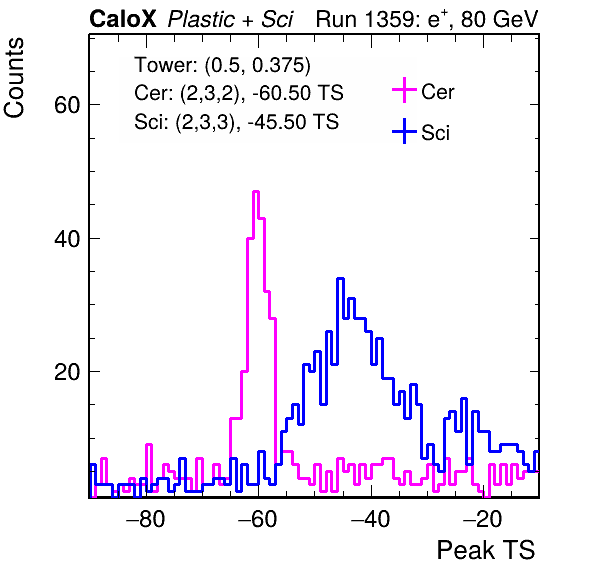 CaloX Plastic + Sci Run 1359: e⁺, 80 GeV
Counts
Tower: (0.5, 0.375)
Cer: (2,3,2), -60.50 TS
Sci: (2,3,3), -45.50 TS
Cer
Sci
60
40
20
−80 −60 −40 −20
Peak TS